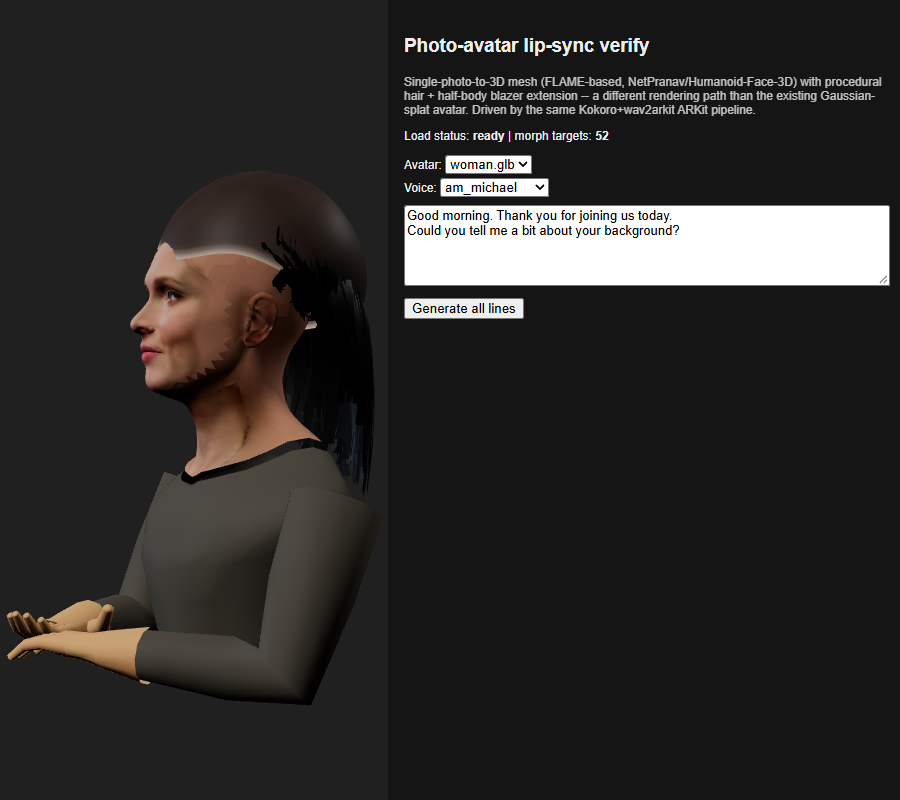 Photo-avatar lip-sync verify
Single-photo-to-3D mesh (FLAME-based, NetPranav/Humanoid-Face-3D) with procedural
hair + half-body blazer extension -- a different rendering path than the existing Gaussian-
splat avatar. Driven by the same Kokoro+wav2arkit ARKit pipeline.
Load status: ready | morph targets: 52
Avatar: woman.glb
Voice: am_michael
Good morning. Thank you for joining us today.
Could you tell me a bit about your background?
Generate all lines